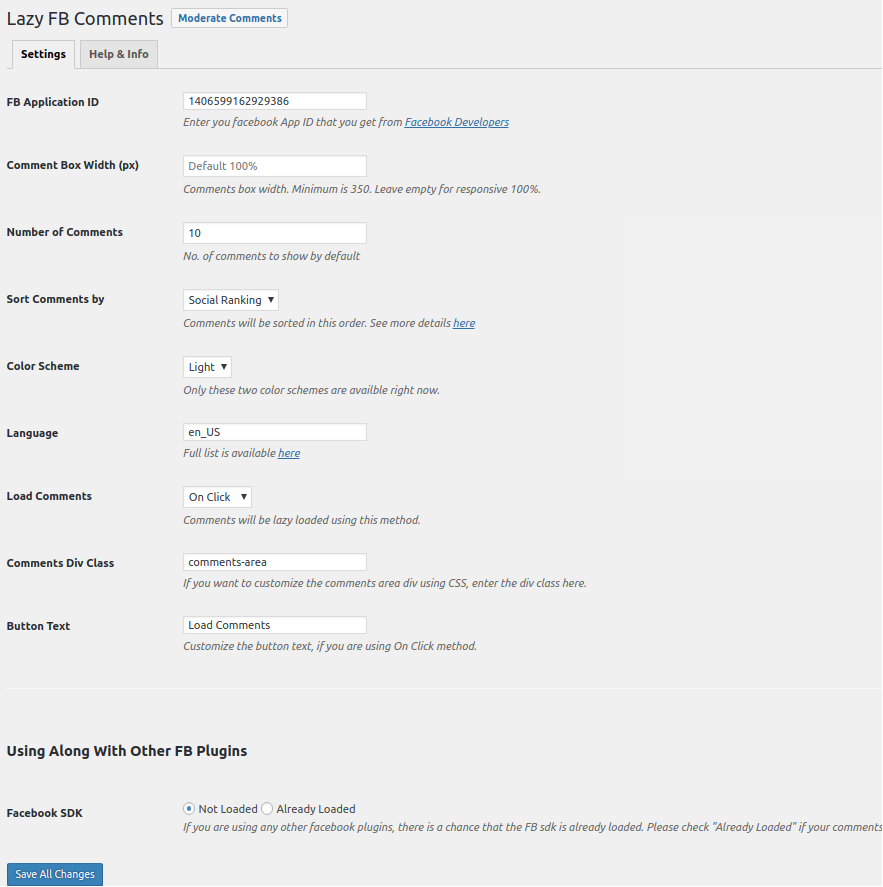 Lazy FB Comments Moderate Comments
Settings Help & Info
FB Application ID 1406599162929386
Enter you facebook App ID that you get from Facebook Developers
Comment Box Width (px) Default 100%
Comments box width. Minimum is 350. Leave empty for responsive 100%.
Number of Comments 10
No. of comments to show by default
Sort Comments by Social Ranking
Comments will be sorted in this order. See more details here
Color Scheme Light
Only these two color schemes are availble right now.
Language en_US
Full list is available here
Load Comments On Click
Comments will be lazy loaded using this method.
Comments Div Class comments-area
If you want to customize the comments area div using CSS, enter the div class here.
Button Text Load Comments
Customize the button text, if you are using On Click method.
Using Along With Other FB Plugins
Facebook SDK Not Loaded Already Loaded
If you are using any other facebook plugins, there is a chance that the FB sdk is already loaded. Please check "Already Loaded" if your comments
Save All Changes